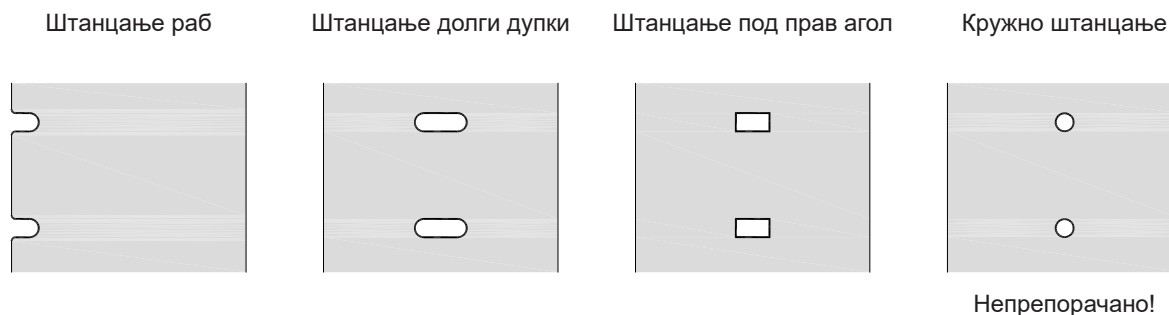 Штанцање раб
Штанцање долги дупки
Штанцање под прав агол
Кружно штанцање
Непрепорачано!